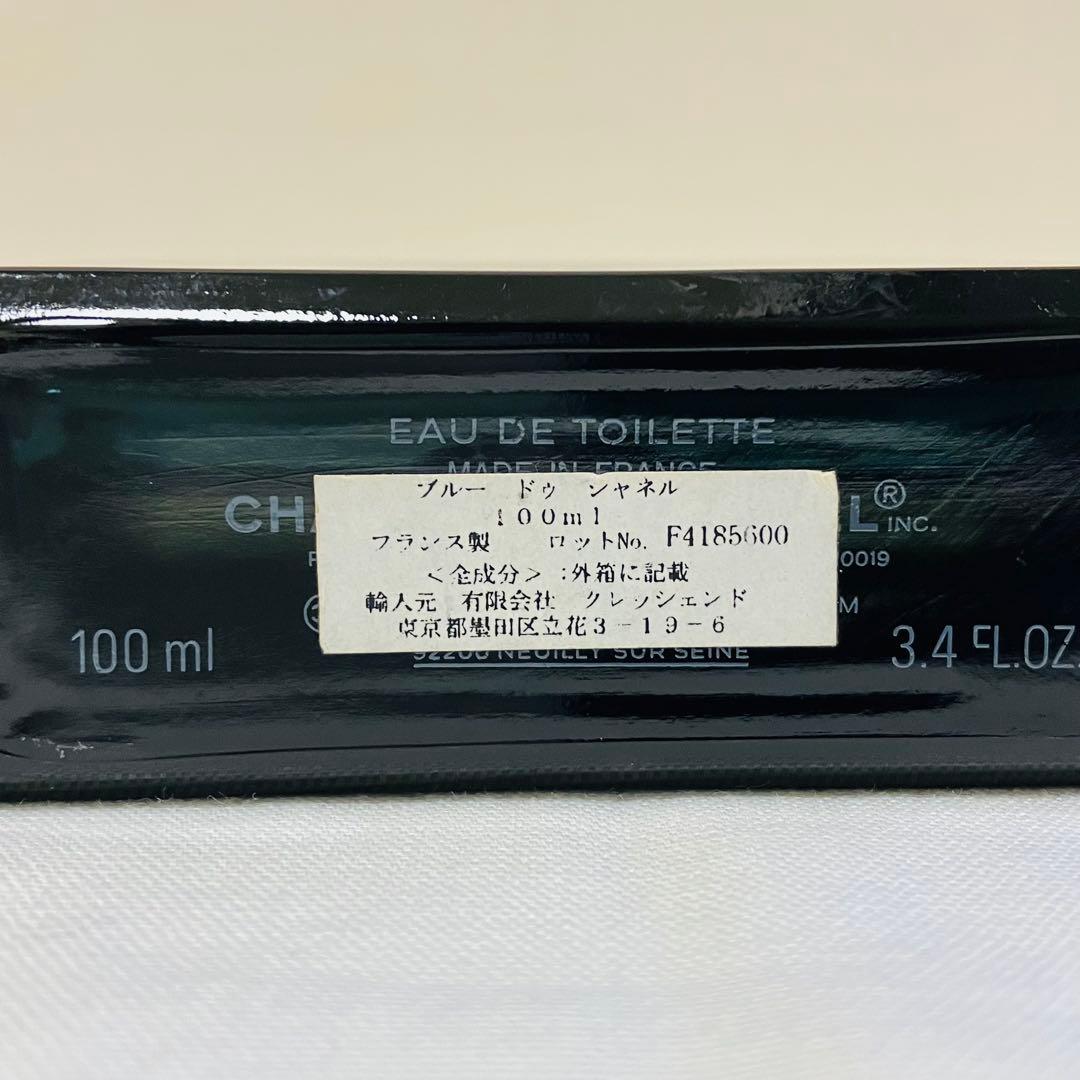 EAU DE TOILETTE
MADE IN FRANCE
CHA L® INC.
0019
M
100 ml
3.4 FL.OZ.
92200 NEUILLY SUR SEINE
ブルー ドゥ シャネル
100ml
フランス製 ロットNo. F4185600
<全成分>:外箱に記載
輸入元 有限会社 クレッシェンド
東京都墨田区立花3-19-6